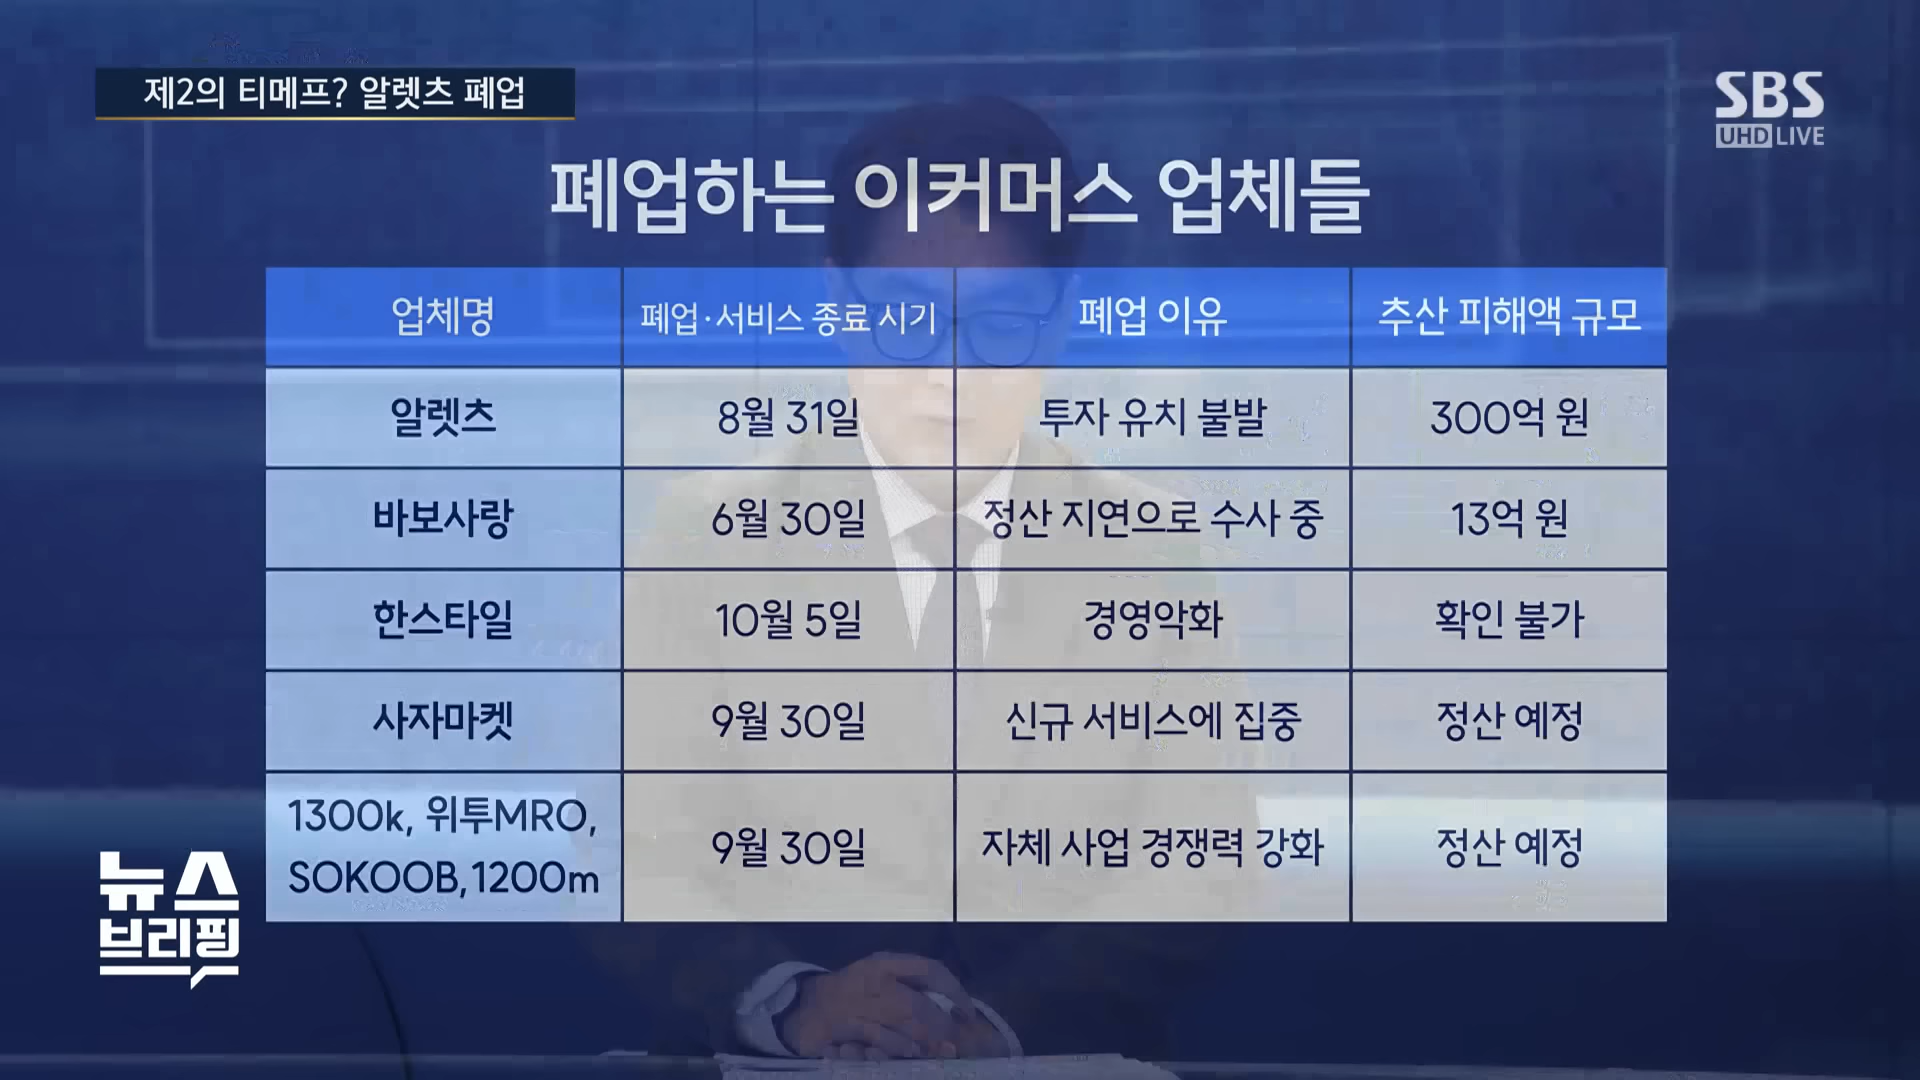 제2의 티메프? 알렛츠 폐업
SBS
UHD LIVE
폐업하는 이커머스 업체들
업체명 폐업·서비스 종료 시기 폐업 이유 추산 피해액 규모
알렛츠 8월 31일 투자 유치 불발 300억 원
바보사랑 6월 30일 정산 지연으로 수사 중 13억 원
한스타일 10월 5일 경영악화 확인 불가
사자마켓 9월 30일 신규 서비스에 집중 정산 예정
1300k, 위투MRO,
SOKOOB,1200m 9월 30일 자체 사업 경쟁력 강화 정산 예정
뉴스
브리핑